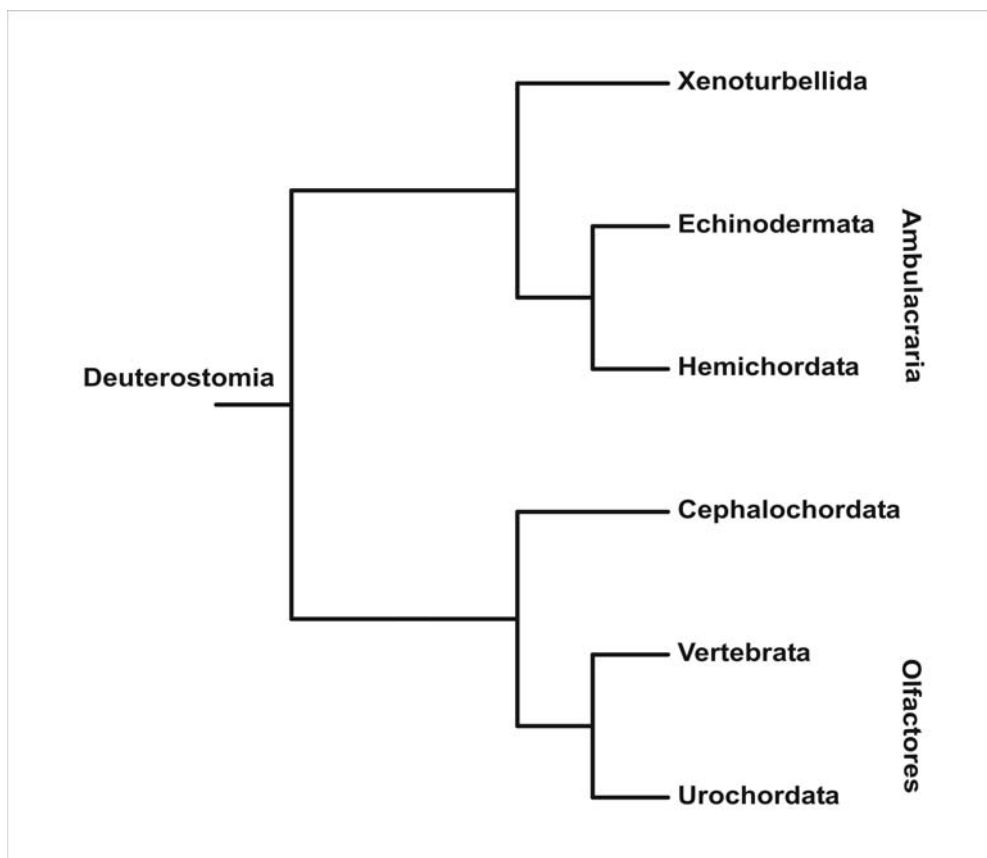 Xenoturbellida
Echinodermata
Ambulacraria
Hemichordata
Deuterostomia
Cephalochordata
Vertebrata
Olfactores
Urochordata